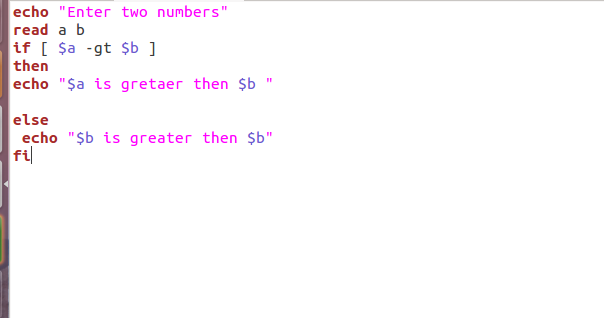 echo "Enter two numbers"
read a b
if [ $a -gt $b ]
then
echo "$a is gretaer then $b "
else
echo "$b is greater then $b"
fi